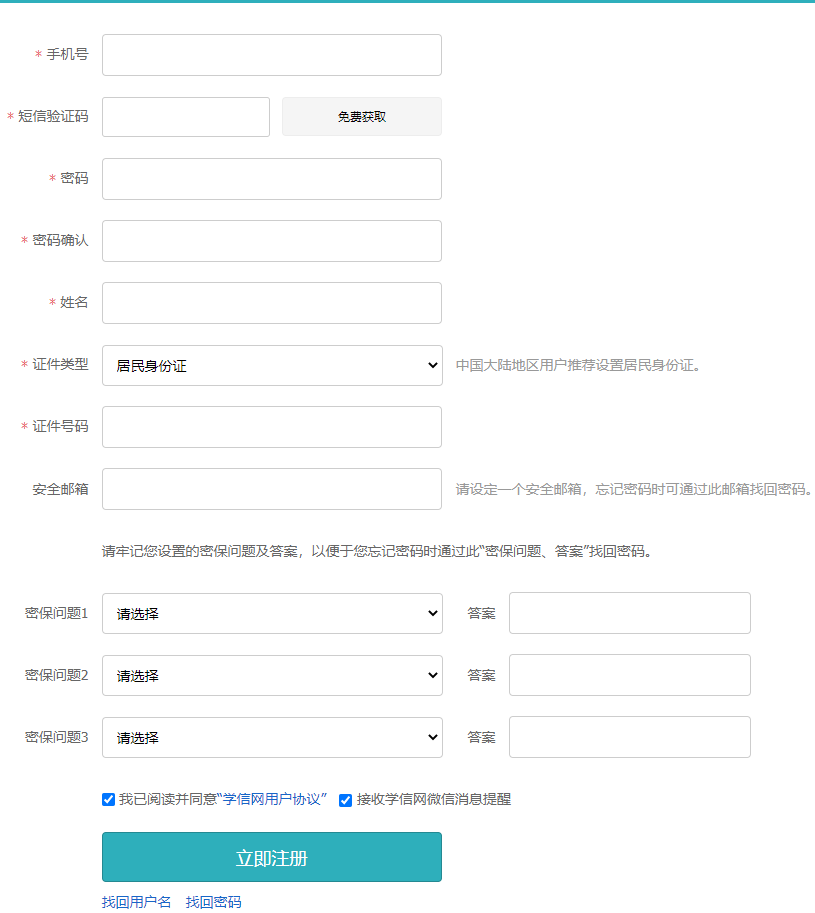 * 手机号
* 短信验证码 免费获取
* 密码
* 密码确认
* 姓名
* 证件类型 居民身份证 中国大陆地区用户推荐设置居民身份证。
* 证件号码
安全邮箱 请设定一个安全邮箱，忘记密码时可通过此邮箱找回密码。
请牢记您设置的密保问题及答案，以便于您忘记密码时通过此“密保问题、答案”找回密码。
密保问题1 请选择 答案
密保问题2 请选择 答案
密保问题3 请选择 答案
我已阅读并同意“学信网用户协议” 接收学信网微信消息提醒
立即注册
找回用户名 找回密码